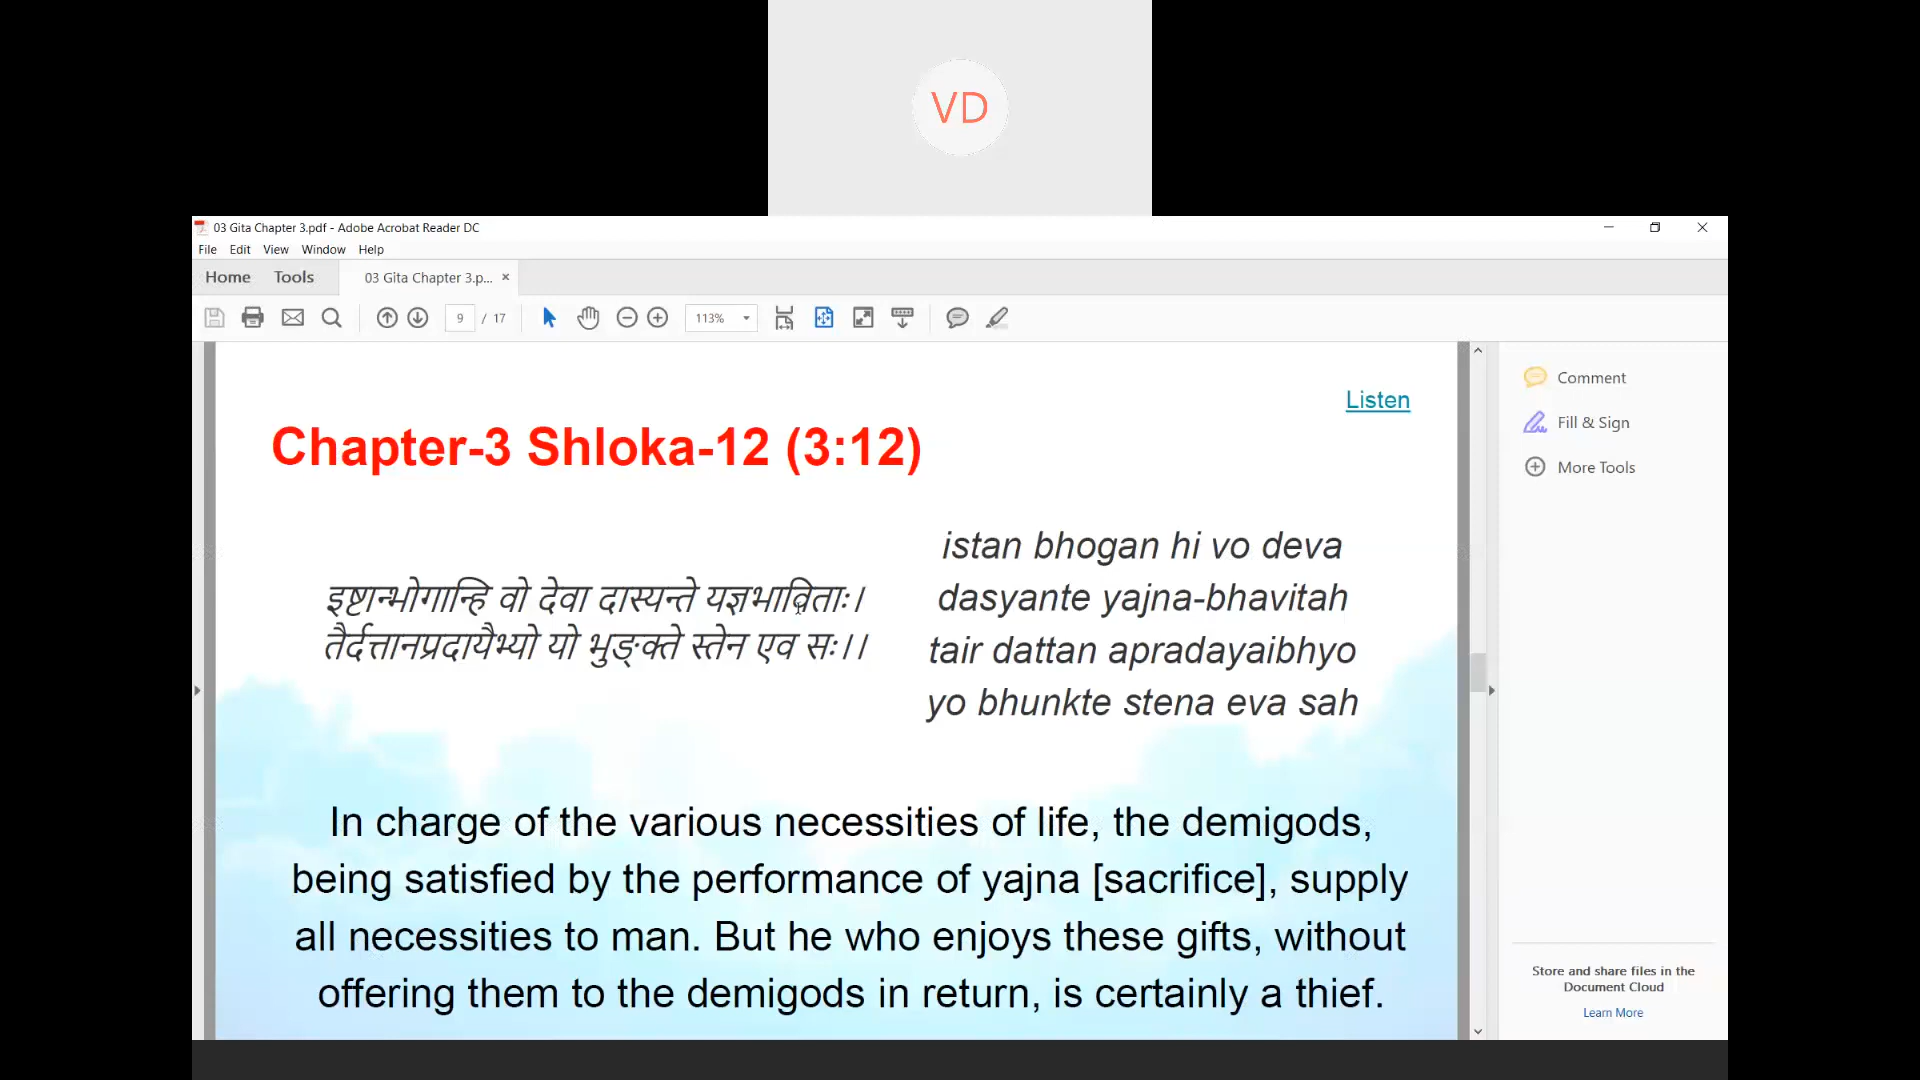 VD
03 Gita Chapter 3.pdf - Adobe Acrobat Reader DC
File Edit View Window Help
Home Tools 03 Gita Chapter 3.p... ×
9 / 17 113%
Listen
Chapter-3 Shloka-12 (3:12)
इष्टान्भोगान्हि वो देवा दास्यन्ते यज्ञभाविताः।
तैर्दत्तानप्रदायैभ्यो यो भुङ्क्ते स्तेन एव सः।।
istan bhogan hi vo deva
dasyante yajna-bhavitah
tair dattan apradayaibhyo
yo bhunkte stena eva sah
In charge of the various necessities of life, the demigods,
being satisfied by the performance of yajna [sacrifice], supply
all necessities to man. But he who enjoys these gifts, without
offering them to the demigods in return, is certainly a thief.
Comment
Fill & Sign
More Tools
Store and share files in the
Document Cloud
Learn More